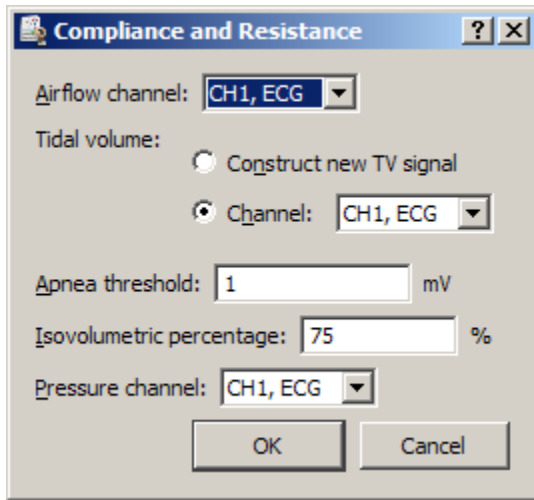 Compliance and Resistance
Airflow channel: CH1, ECG
Tidal volume:
Construct new TV signal
Channel: CH1, ECG
Apnea threshold: 1 mV
Isovolumetric percentage: 75 %
Pressure channel: CH1, ECG
OK Cancel